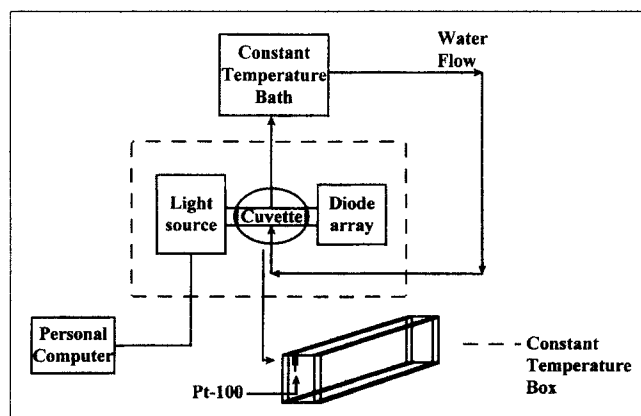 Water
Flow
Constant
Temperature
Bath
Light
source
Cuvette
Diode
array
Personal
Computer
Pt-100
Constant
Temperature
Box